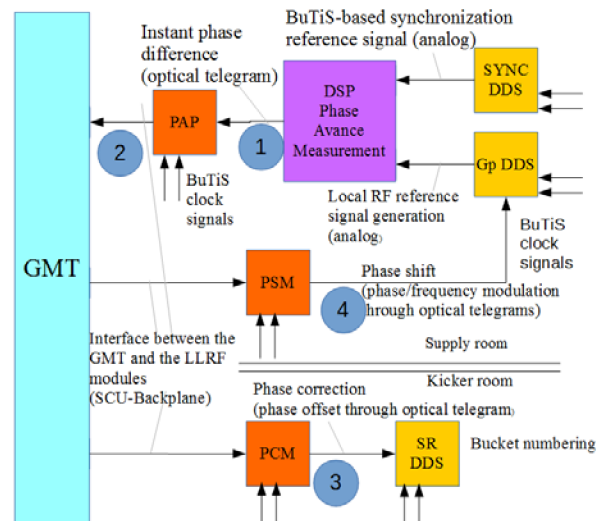 BuTiS-based synchronization
reference signal (analog)
Instant phase
difference
(optical telegram)
SYNC
DDS
DSP
Phase
Avance
Measurement
PAP
1
2
Gp DDS
BuTiS
clock
signals
Local RF reference
signal generation
(analog)
BuTiS
clock
signals
GMT
PSM
4
Phase shift
(phase/frequency modulation
through optical telegrams)
Supply room
Interface between the
GMT and the LLRF
modules
(SCU-Backplane)
Kicker room
Phase correction
(phase offset through optical telegram)
PCM
3
SR
DDS
Bucket numbering